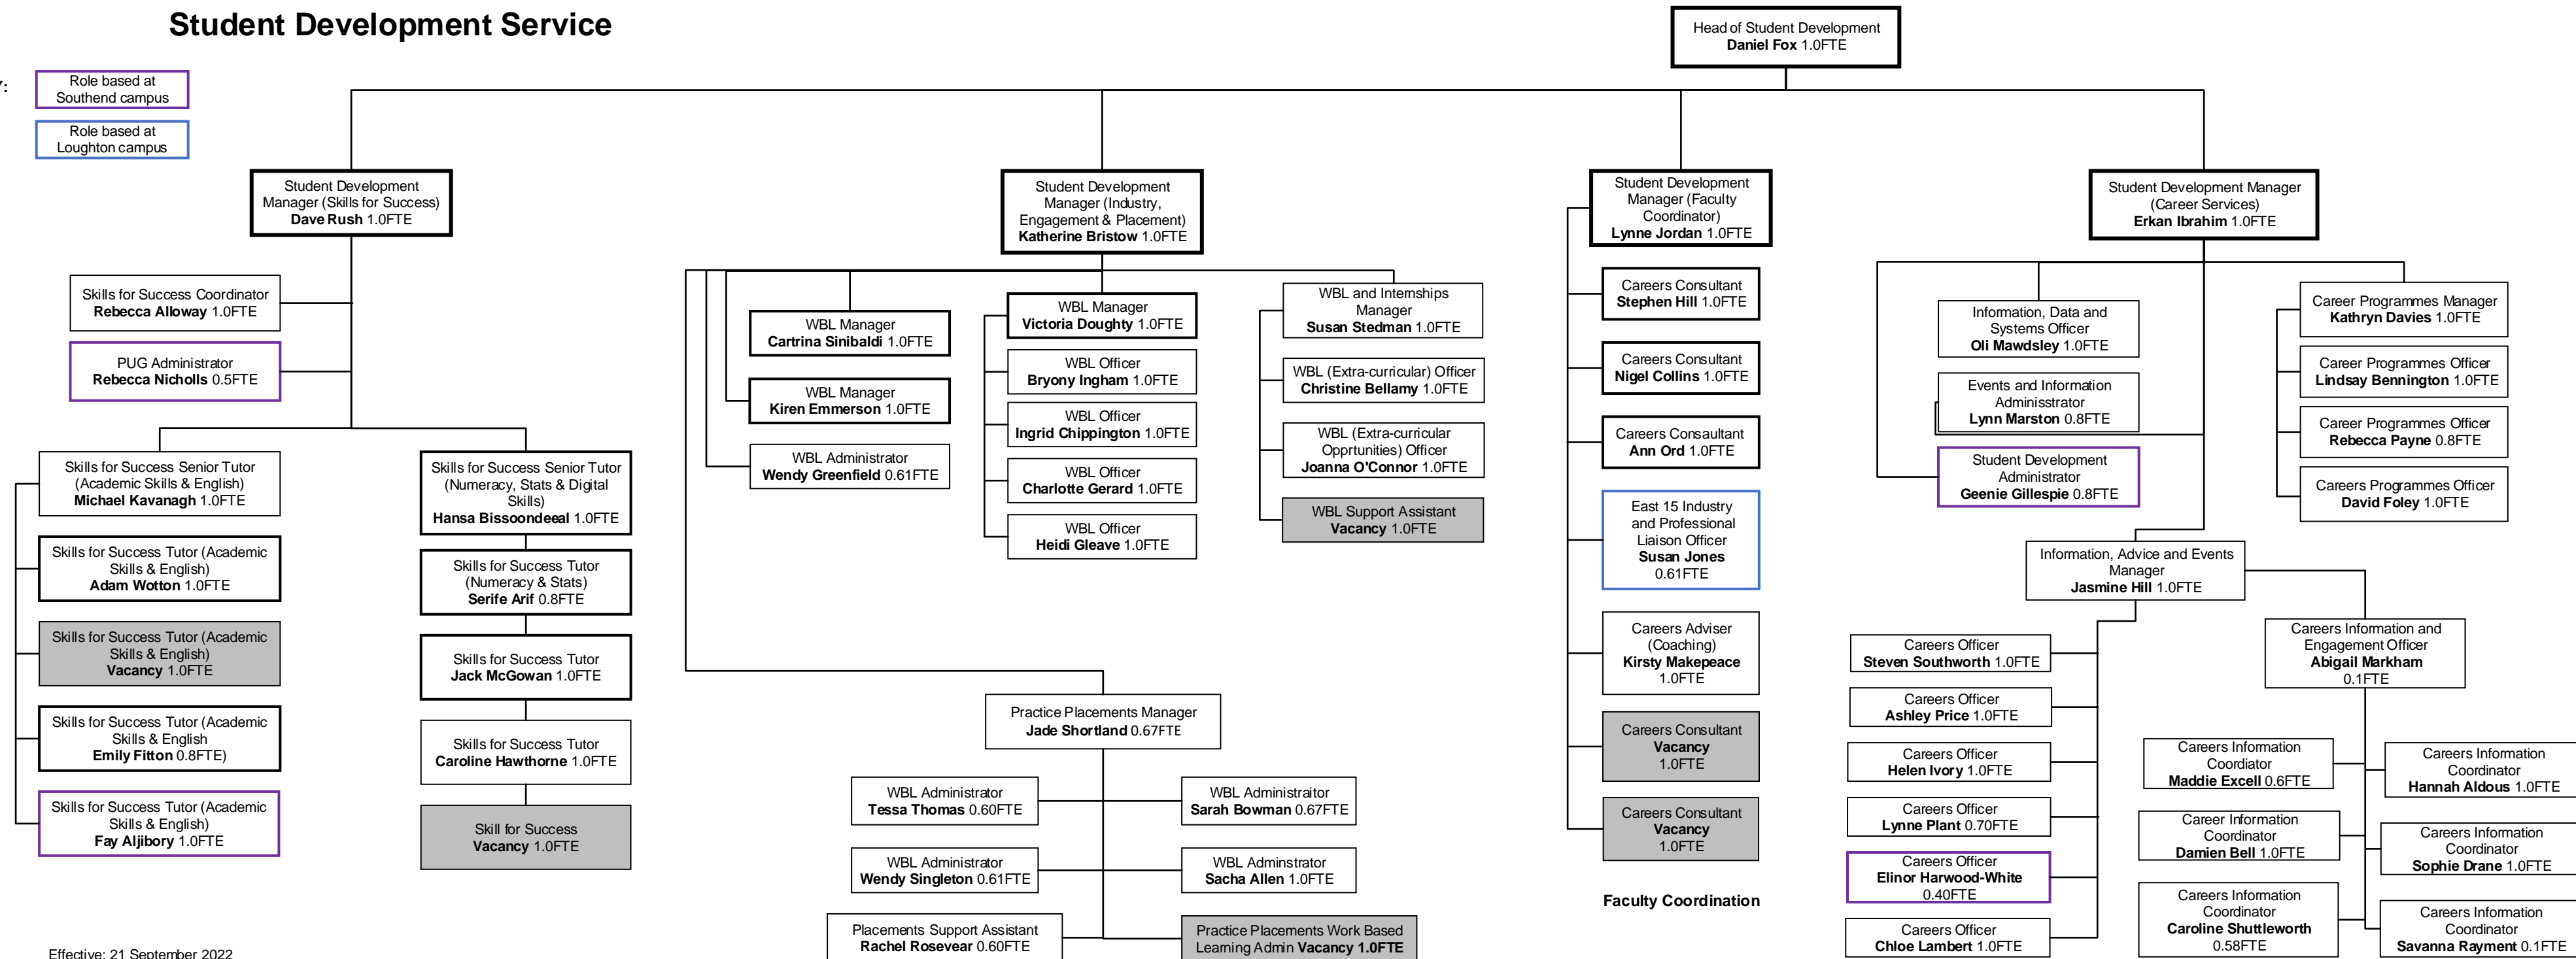 Student Development Service
Y:
Role based at
Southend campus
Role based at
Loughton campus
Head of Student Development
Daniel Fox 1.0FTE
Student Development
Manager (Skills for Success)
Dave Rush 1.0FTE
Skills for Success Coordinator
Rebecca Alloway 1.0FTE
PUG Administrator
Rebecca Nicholls 0.5FTE
Skills for Success Senior Tutor
(Academic Skills & English)
Michael Kavanagh 1.0FTE
Skills for Success Tutor (Academic
Skills & English)
Adam Wotton 1.0FTE
Skills for Success Tutor (Academic
Skills & English)
Vacancy 1.0FTE
Skills for Success Tutor (Academic
Skills & English
Emily Fitton 0.8FTE)
Skills for Success Tutor (Academic
Skills & English)
Fay Aljibory 1.0FTE
Skills for Success Senior Tutor
(Numeracy, Stats & Digital
Skills)
Hansa Bissoondeeal 1.0FTE
Skills for Success Tutor
(Numeracy & Stats)
Serife Arif 0.8FTE
Skills for Success Tutor
Jack McGowan 1.0FTE
Skills for Success Tutor
Caroline Hawthorne 1.0FTE
Skill for Success
Vacancy 1.0FTE
Student Development
Manager (Industry,
Engagement & Placement)
Katherine Bristow 1.0FTE
WBL Manager
Cartrina Sinibaldi 1.0FTE
WBL Manager
Kiren Emmerson 1.0FTE
WBL Administrator
Wendy Greenfield 0.61FTE
WBL Manager
Victoria Doughty 1.0FTE
WBL Officer
Bryony Ingham 1.0FTE
WBL Officer
Ingrid Chippington 1.0FTE
WBL Officer
Charlotte Gerard 1.0FTE
WBL Officer
Heidi Gleave 1.0FTE
WBL and Internships
Manager
Susan Stedman 1.0FTE
WBL (Extra-curricular) Officer
Christine Bellamy 1.0FTE
WBL (Extra-curricular
Opprtunities) Officer
Joanna O'Connor 1.0FTE
WBL Support Assistant
Vacancy 1.0FTE
Practice Placements Manager
Jade Shortland 0.67FTE
WBL Administrator
Tessa Thomas 0.60FTE
WBL Administraitor
Sarah Bowman 0.67FTE
WBL Administrator
Wendy Singleton 0.61FTE
WBL Adminstrator
Sacha Allen 1.0FTE
Placements Support Assistant
Rachel Rosevear 0.60FTE
Practice Placements Work Based
Learning Admin Vacancy 1.0FTE
Student Development
Manager (Faculty
Coordinator)
Lynne Jordan 1.0FTE
Careers Consultant
Stephen Hill 1.0FTE
Careers Consultant
Nigel Collins 1.0FTE
Careers Consaultant
Ann Ord 1.0FTE
East 15 Industry
and Professional
Liaison Officer
Susan Jones
0.61FTE
Careers Adviser
(Coaching)
Kirsty Makepeace
1.0FTE
Careers Consultant
Vacancy
1.0FTE
Careers Consultant
Vacancy
1.0FTE
Faculty Coordination
Student Development Manager
(Career Services)
Erkan Ibrahim 1.0FTE
Information, Data and
Systems Officer
Oli Mawdsley 1.0FTE
Events and Information
Adminisstrator
Lynn Marston 0.8FTE
Student Development
Administrator
Geenie Gillespie 0.8FTE
Career Programmes Manager
Kathryn Davies 1.0FTE
Career Programmes Officer
Lindsay Bennington 1.0FTE
Career Programmes Officer
Rebecca Payne 0.8FTE
Careers Programmes Officer
David Foley 1.0FTE
Information, Advice and Events
Manager
Jasmine Hill 1.0FTE
Careers Officer
Steven Southworth 1.0FTE
Careers Officer
Ashley Price 1.0FTE
Careers Officer
Helen Ivory 1.0FTE
Careers Officer
Lynne Plant 0.70FTE
Careers Officer
Elinor Harwood-White
0.40FTE
Careers Officer
Chloe Lambert 1.0FTE
Careers Information and
Engagement Officer
Abigail Markham
0.1FTE
Careers Information
Coordiator
Maddie Excell 0.6FTE
Careers Information
Coordinator
Hannah Aldous 1.0FTE
Career Information
Coordinator
Damien Bell 1.0FTE
Careers Information
Coordinator
Sophie Drane 1.0FTE
Careers Information
Coordinator
Caroline Shuttleworth
0.58FTE
Careers Information
Coordinator
Savanna Rayment 0.1FTE
Effective: 21 September 2022